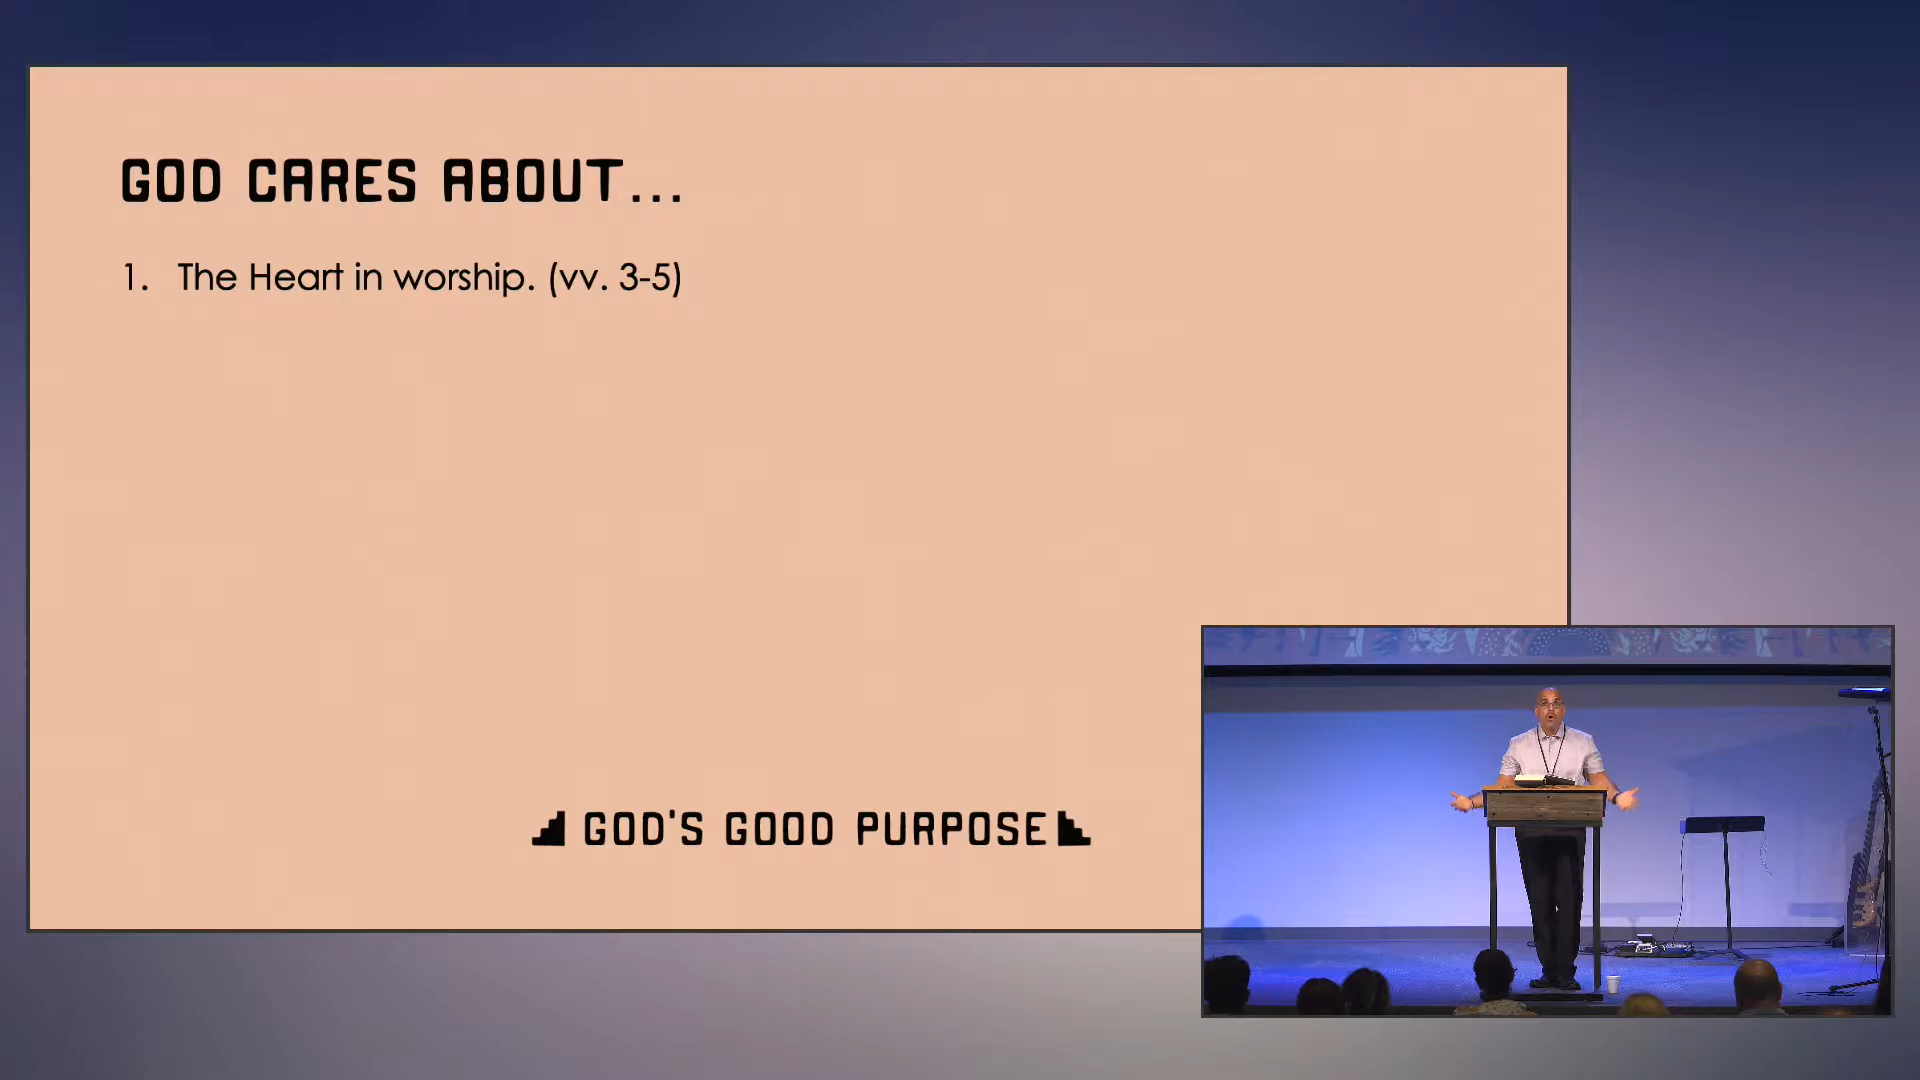 GOD CARES ABOUT...
1. The Heart in worship. (vv. 3-5)
GOD'S GOOD PURPOSE